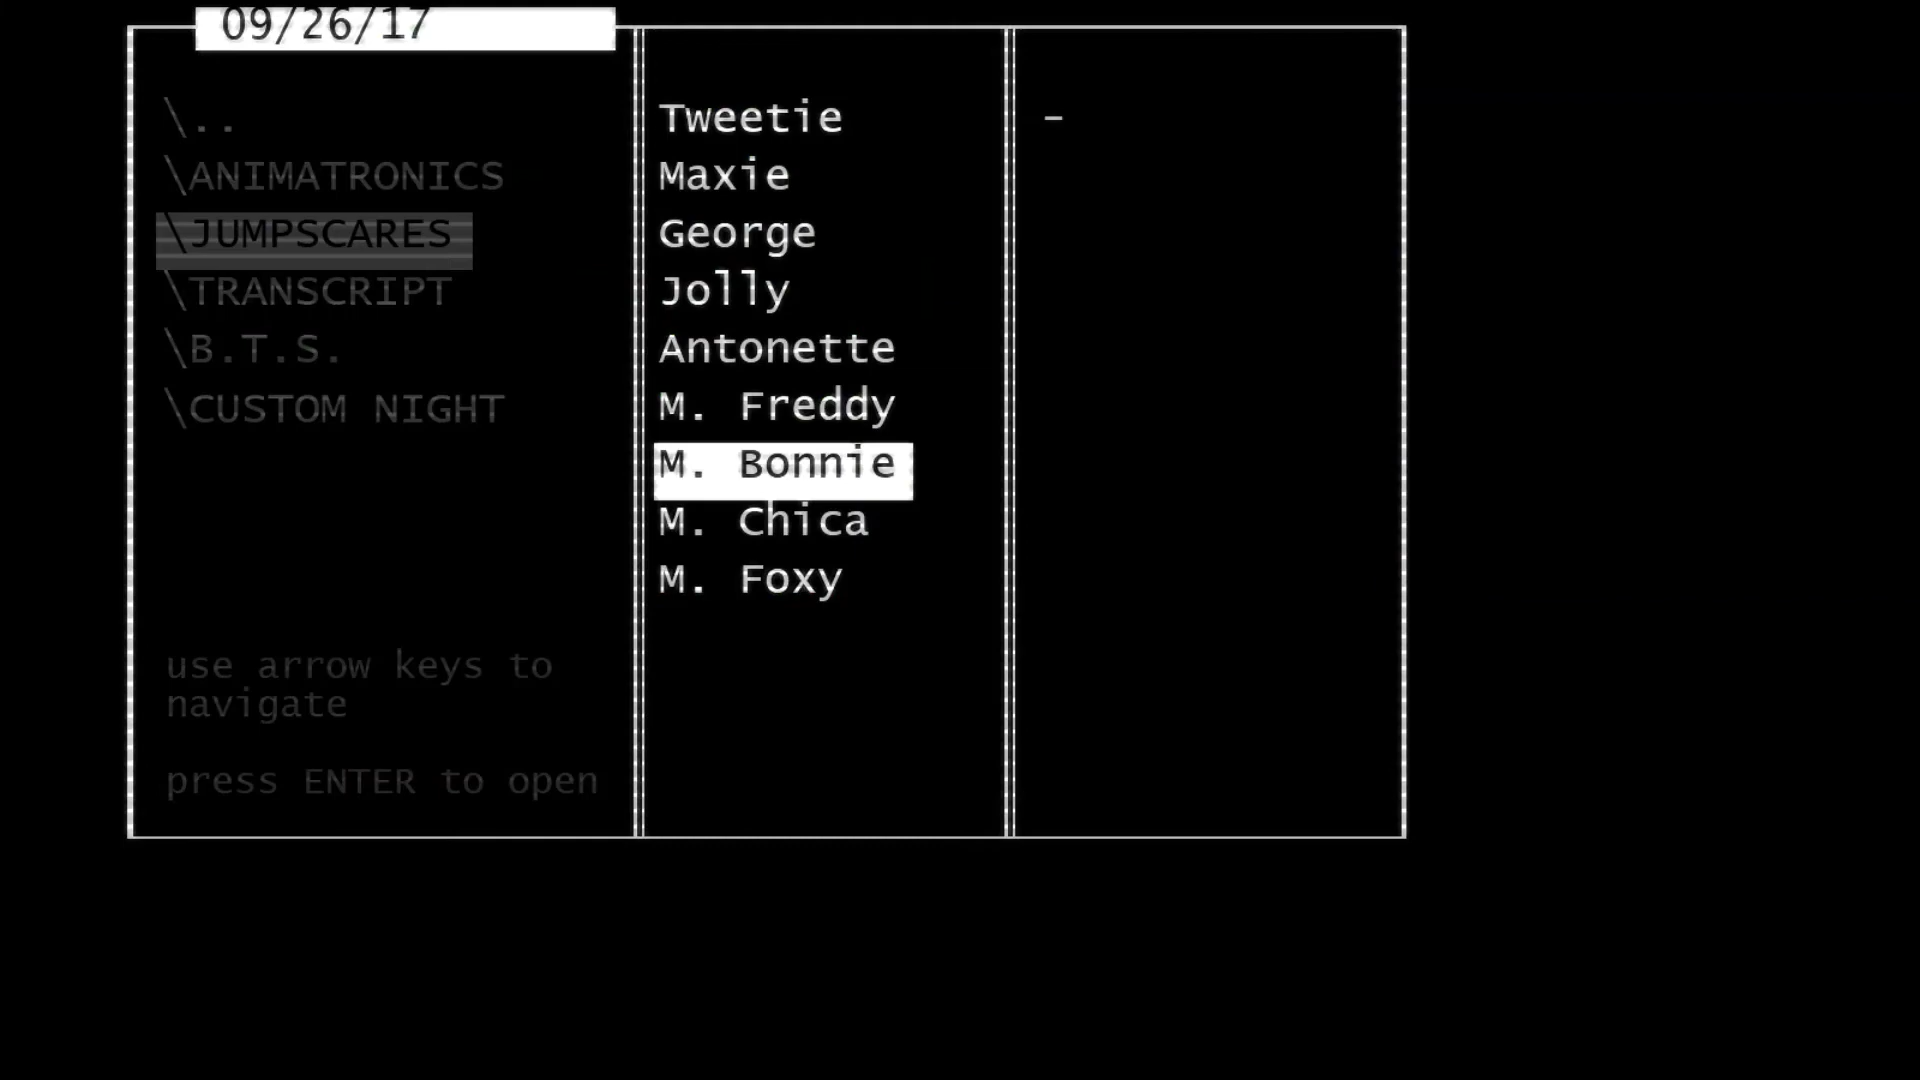 09/26/17
\..
\ANIMATRONICS
\JUMPSCARES
\TRANSCRIPT
\B.T.S.
\CUSTOM NIGHT
use arrow keys to
navigate
press ENTER to open
Tweetie
Maxie
George
Jolly
Antonette
M. Freddy
M. Bonnie
M. Chica
M. Foxy
-